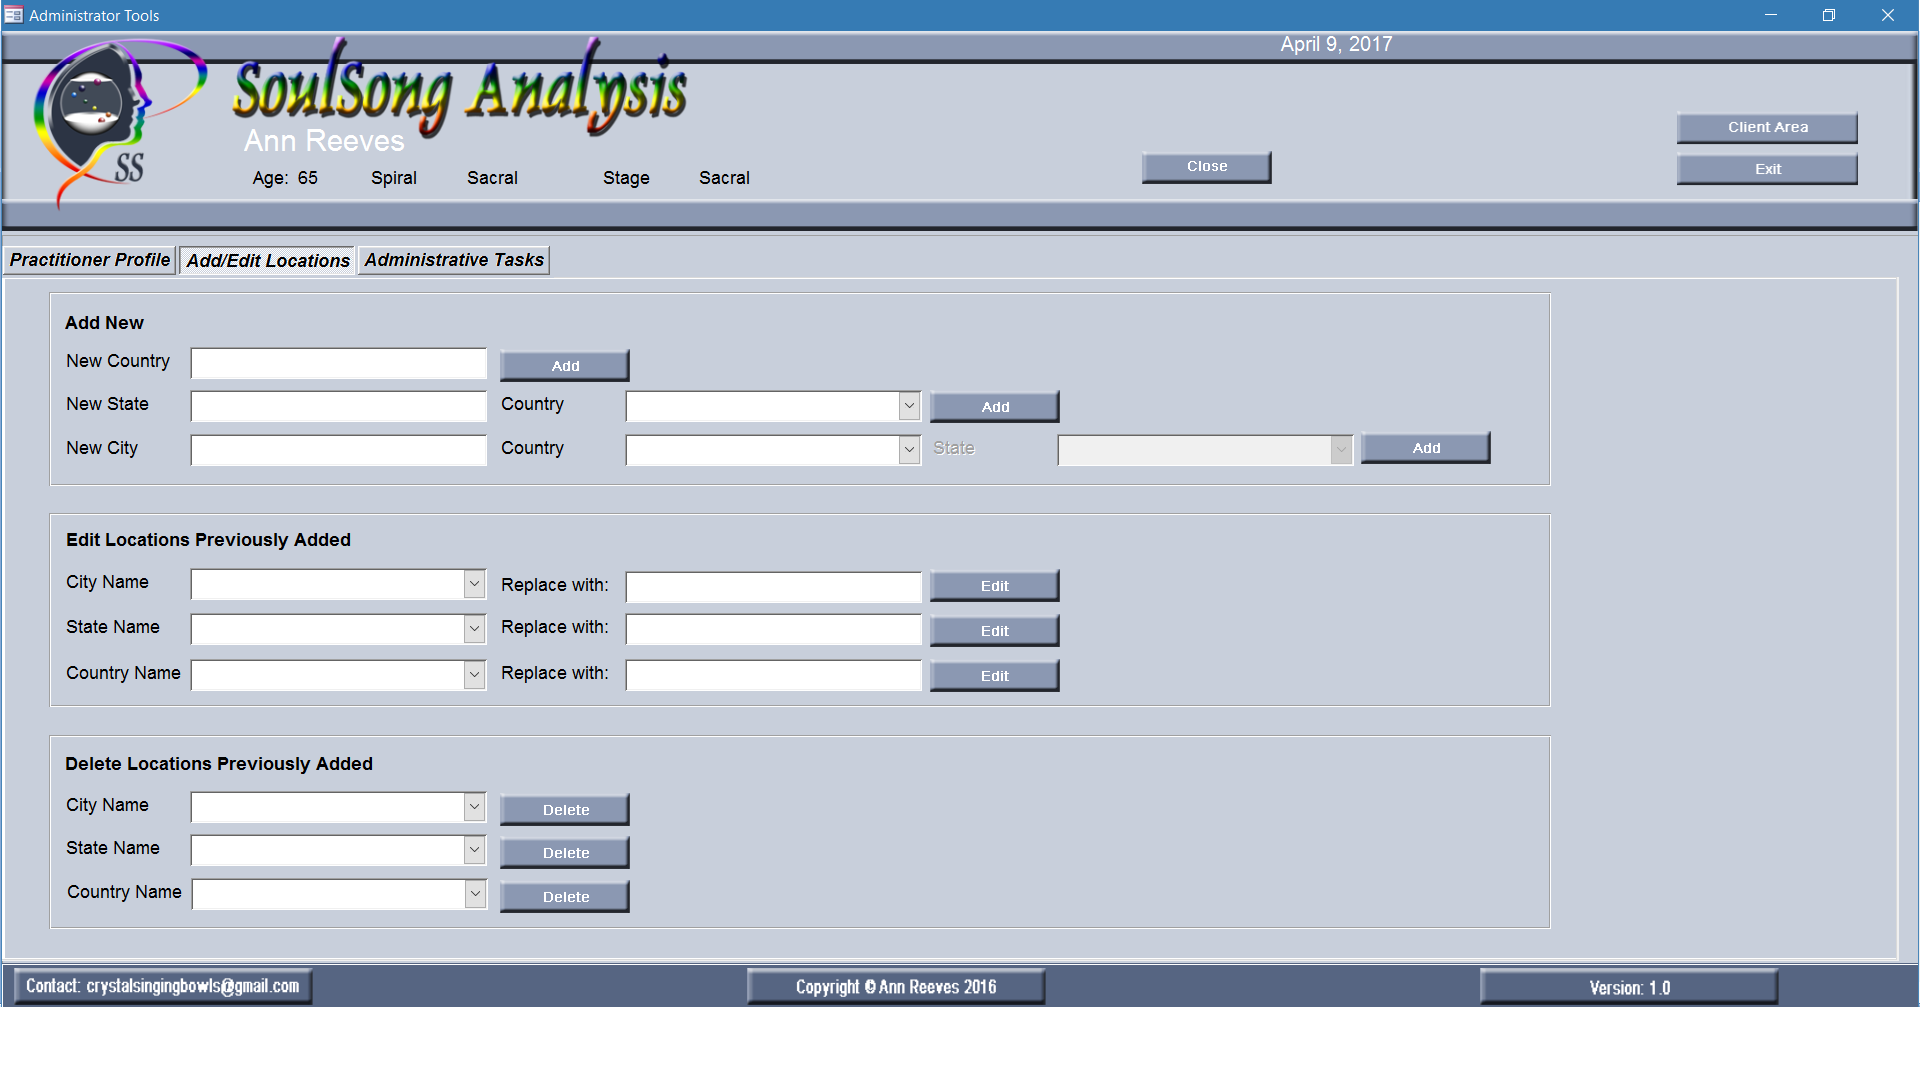 Administrator Tools
April 9, 2017
SoulSong Analysis
SS
Ann Reeves
Age: 65 Spiral Sacral Stage Sacral
Close
Client Area
Exit
Practitioner Profile Add/Edit Locations Administrative Tasks
Add New
New Country Add
New State Country Add
New City Country State Add
Edit Locations Previously Added
City Name Replace with: Edit
State Name Replace with: Edit
Country Name Replace with: Edit
Delete Locations Previously Added
City Name Delete
State Name Delete
Country Name Delete
Contact: crystalsingingbowls@gmail.com Copyright © Ann Reeves 2016 Version: 1.0